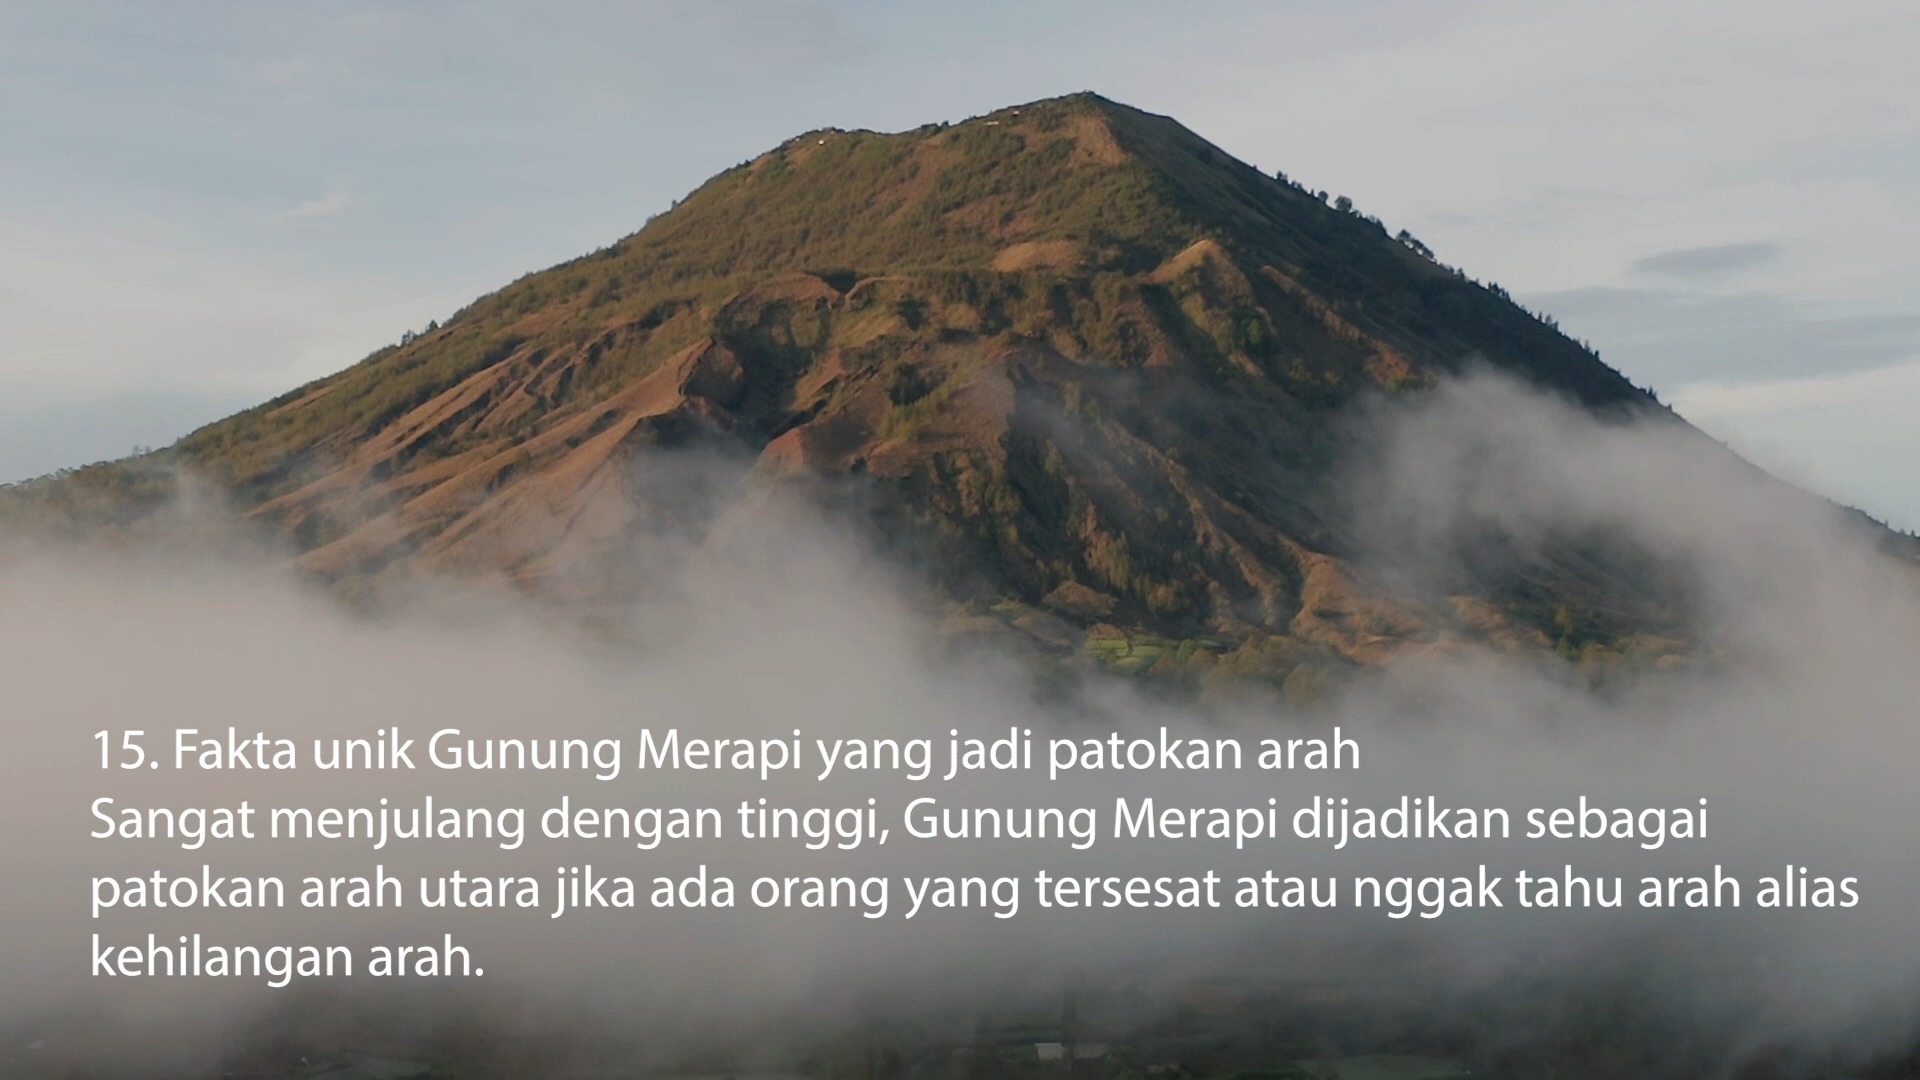 15. Fakta unik Gunung Merapi yang jadi patokan arah
Sangat menjulang dengan tinggi, Gunung Merapi dijadikan sebagai
patokan arah utara jika ada orang yang tersesat atau nggak tahu arah alias
kehilangan arah.